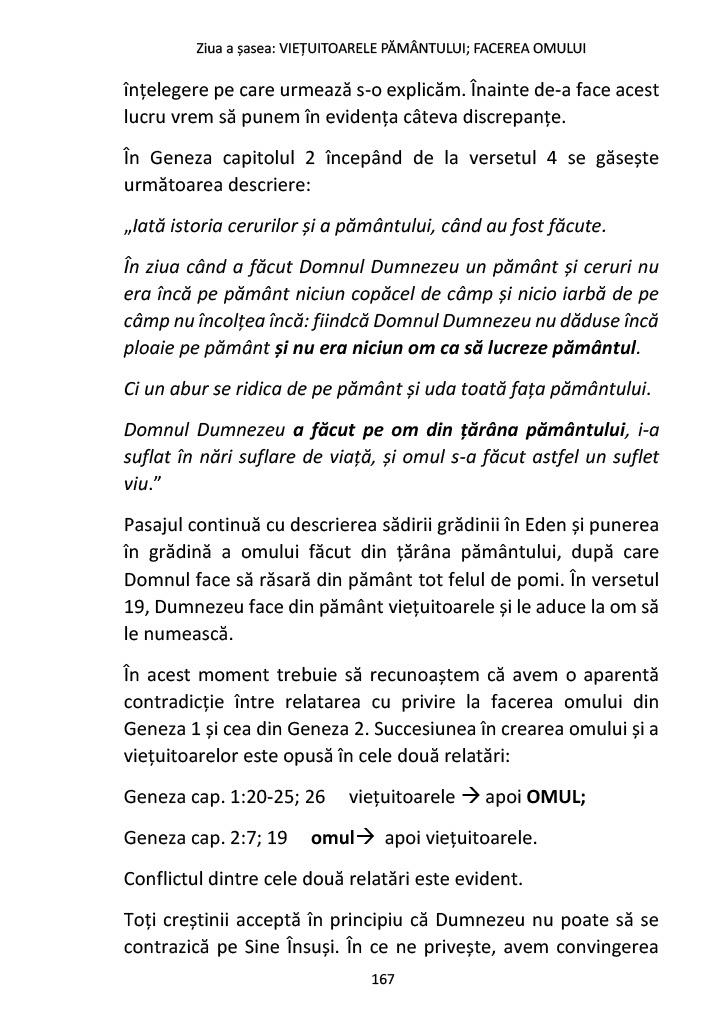 Ziua a șasea: VIEȚUITOARELE PĂMÂNTULUI; FACEREA OMULUI
înțelegere pe care urmează s-o explicăm. Înainte de-a face acest
lucru vrem să punem în evidența câteva discrepanțe.
În Geneza capitolul 2 începând de la versetul 4 se găsește
următoarea descriere:
„Iată istoria cerurilor și a pământului, când au fost făcute.
În ziua când a făcut Domnul Dumnezeu un pământ și ceruri nu
era încă pe pământ niciun copăcel de câmp și nicio iarbă de pe
câmp nu încolțea încă: fiindcă Domnul Dumnezeu nu dăduse încă
ploaie pe pământ și nu era niciun om ca să lucreze pământul.
Ci un abur se ridica de pe pământ și uda toată fața pământului.
Domnul Dumnezeu a făcut pe om din țărâna pământului, i-a
suflat în nări suflare de viață, și omul s-a făcut astfel un suflet
viu.”
Pasajul continuă cu descrierea sădirii grădinii în Eden și punerea
în grădină a omului făcut din țărâna pământului, după care
Domnul face să răsară din pământ tot felul de pomi. În versetul
19, Dumnezeu face din pământ viețuitoarele și le aduce la om să
le numească.
În acest moment trebuie să recunoaștem că avem o aparentă
contradicție între relatarea cu privire la facerea omului din
Geneza 1 și cea din Geneza 2. Succesiunea în crearea omului și a
viețuitoarelor este opusă în cele două relatări:
Geneza cap. 1:20-25; 26 viețuitoarele → apoi OMUL;
Geneza cap. 2:7; 19 omul→ apoi viețuitoarele.
Conflictul dintre cele două relatări este evident.
Toți creștinii acceptă în principiu că Dumnezeu nu poate să se
contrazică pe Sine Însuși. În ce ne privește, avem convingerea
167